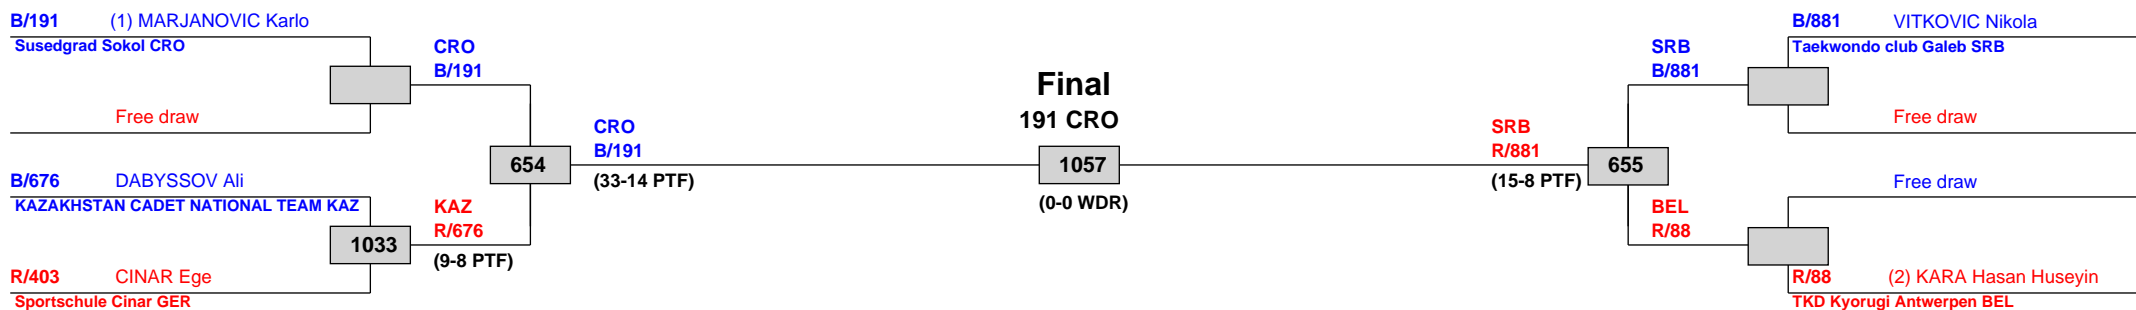 B/191 (1) MARJANOVIC Karlo
Susedgrad Sokol CRO
Free draw
B/676 DABYSSOV Ali
KAZAKHSTAN CADET NATIONAL TEAM KAZ
1033
R/403 CINAR Ege
Sportschule Cinar GER
CRO
B/191
654
KAZ
R/676
(9-8 PTF)
CRO
B/191
(33-14 PTF)
Final
191 CRO
1057
(0-0 WDR)
SRB
R/881
(15-8 PTF)
655
SRB
B/881
BEL
R/88
B/881 VITKOVIC Nikola
Taekwondo club Galeb SRB
Free draw
Free draw
R/88 (2) KARA Hasan Huseyin
TKD Kyorugi Antwerpen BEL